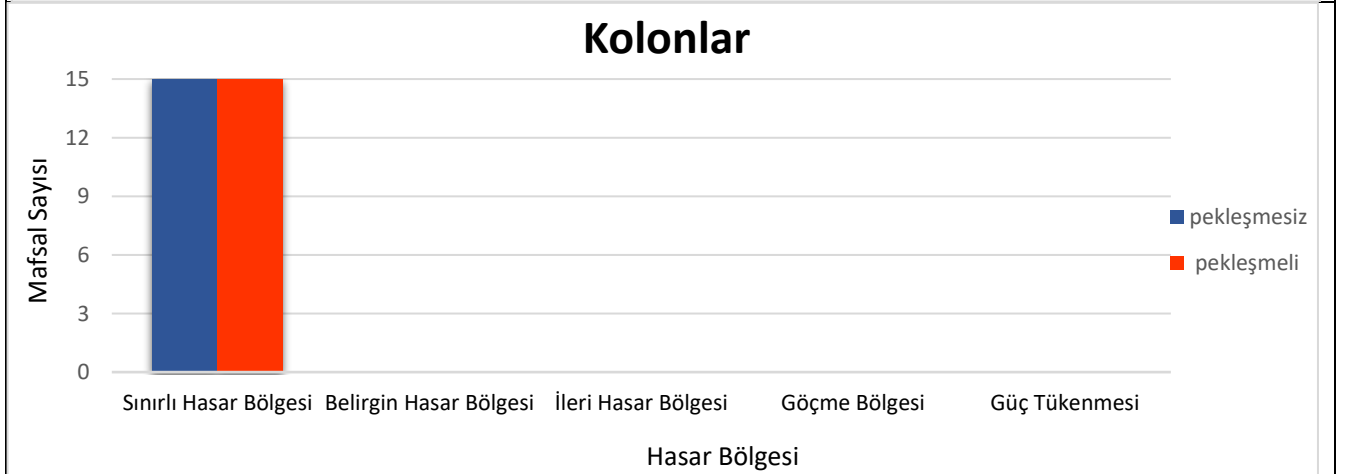 Kolonlar
15
12
9
6
3
0
Mafsal Sayısı
Sınırlı Hasar Bölgesi Belirgin Hasar Bölgesi İleri Hasar Bölgesi Göçme Bölgesi Güç Tükenmesi
Hasar Bölgesi
pekleşmesiz
pekleşmeli